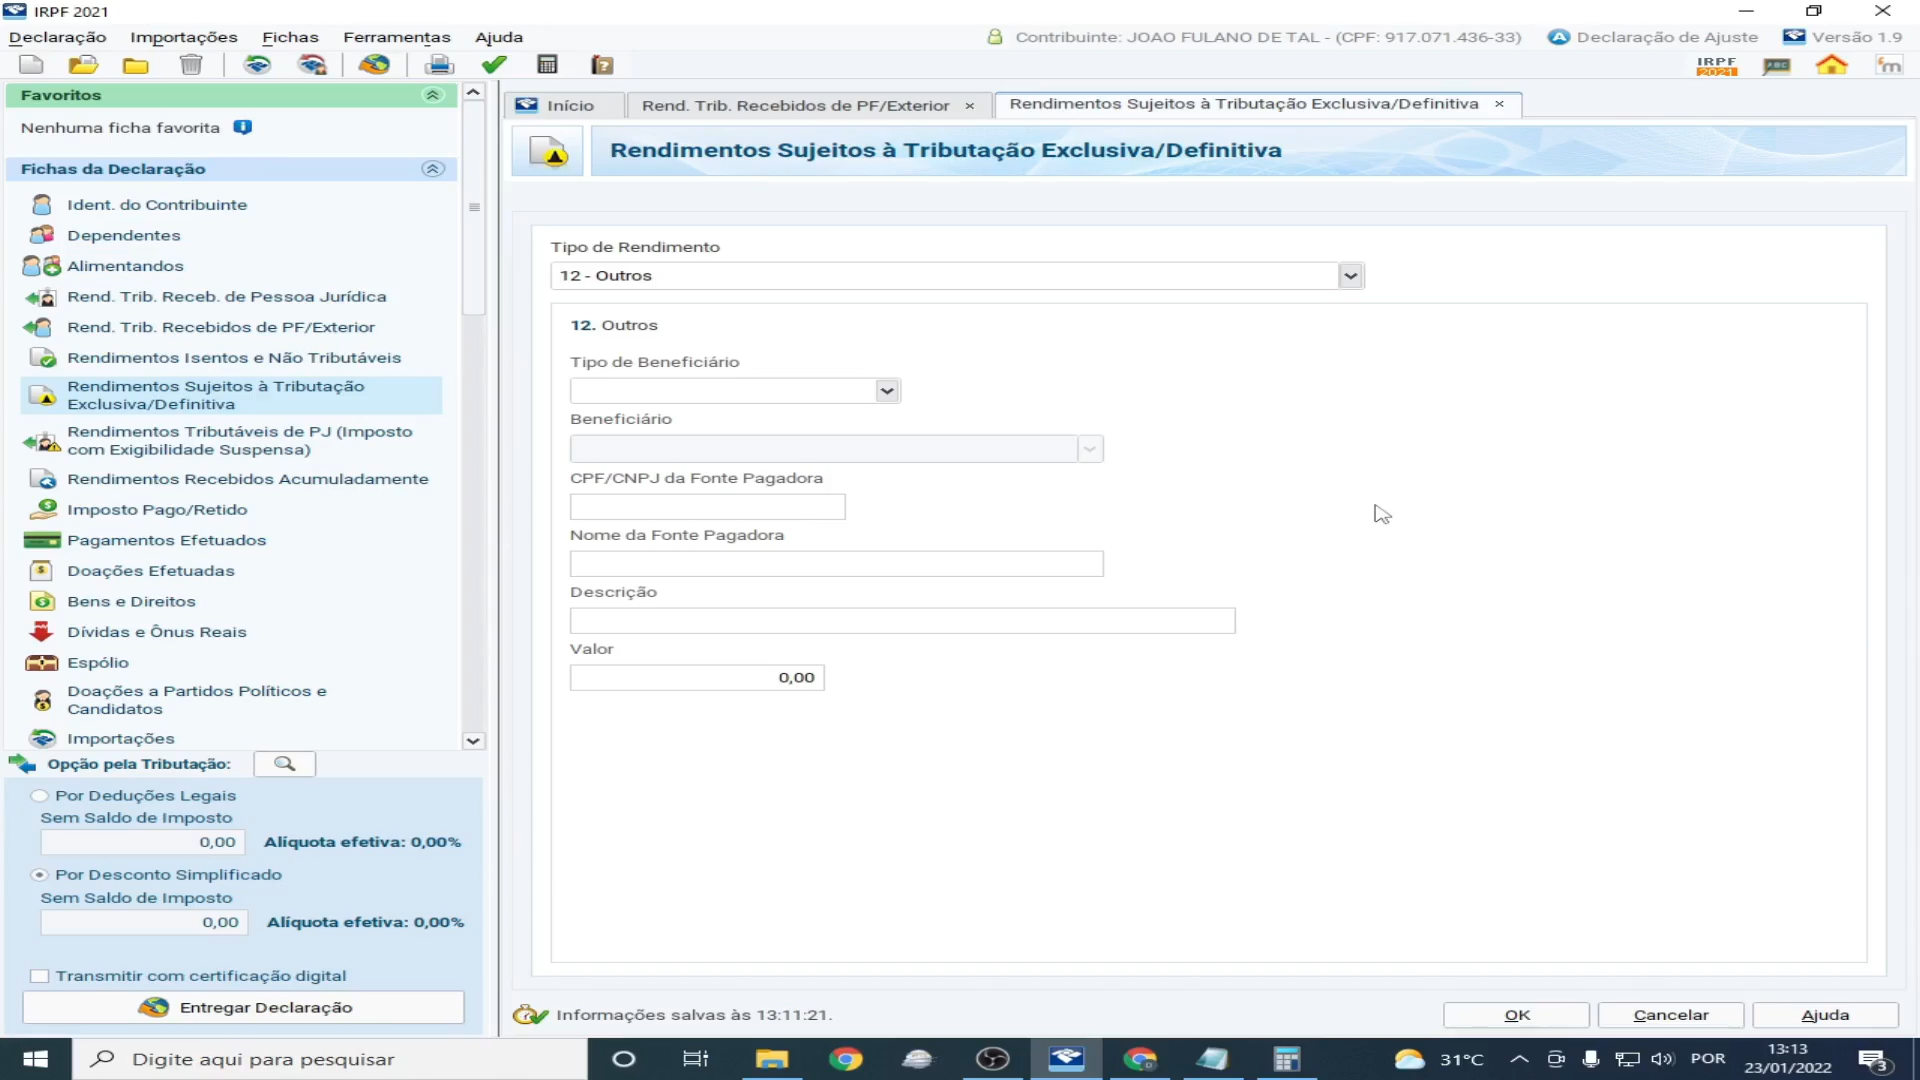 IRPF 2021
Declaração Importações Fichas Ferramentas Ajuda
Contribuinte: JOAO FULANO DE TAL - (CPF: 917.071.436-33)
Declaração de Ajuste
Versão 1.9
IRPF
2021
ABC
Favoritos
Nenhuma ficha favorita
Fichas da Declaração
Ident. do Contribuinte
Dependentes
Alimentandos
Rend. Trib. Receb. de Pessoa Jurídica
Rend. Trib. Recebidos de PF/Exterior
Rendimentos Isentos e Não Tributáveis
Rendimentos Sujeitos à Tributação
Exclusiva/Definitiva
Rendimentos Tributáveis de PJ (Imposto
com Exigibilidade Suspensa)
Rendimentos Recebidos Acumuladamente
Imposto Pago/Retido
Pagamentos Efetuados
Doações Efetuadas
Bens e Direitos
Dívidas e Ônus Reais
Espólio
Doações a Partidos Políticos e
Candidatos
Importações
Opção pela Tributação:
Por Deduções Legais
Sem Saldo de Imposto
0,00 Alíquota efetiva: 0,00%
Por Desconto Simplificado
Sem Saldo de Imposto
0,00 Alíquota efetiva: 0,00%
Transmitir com certificação digital
Entregar Declaração
Início
Rend. Trib. Recebidos de PF/Exterior ×
Rendimentos Sujeitos à Tributação Exclusiva/Definitiva ×
Rendimentos Sujeitos à Tributação Exclusiva/Definitiva
Tipo de Rendimento
12 - Outros
12. Outros
Tipo de Beneficiário
Beneficiário
CPF/CNPJ da Fonte Pagadora
Nome da Fonte Pagadora
Descrição
Valor
0,00
Informações salvas às 13:11:21.
OK
Cancelar
Ajuda
Digite aqui para pesquisar
31°C
POR
13:13
23/01/2022
3